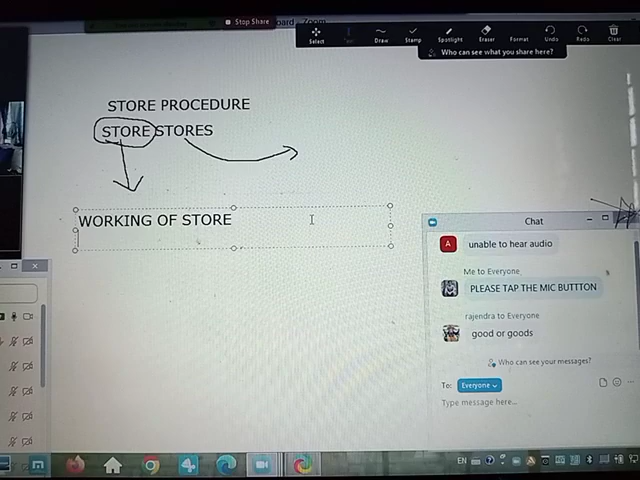 Stop Share
Zoom
Select
Draw
Stamp
Spotlight
Eraser
Format
Undo
Redo
Clear
Who can see what you share here?
STORE PROCEDURE
STORE STORES
WORKING OF STORE
Chat
A
unable to hear audio
Me to Everyone
PLEASE TAP THE MIC BUTTTON
rajendra to Everyone
good or goods
Who can see your messages?
To: Everyone
Type message here...
EN